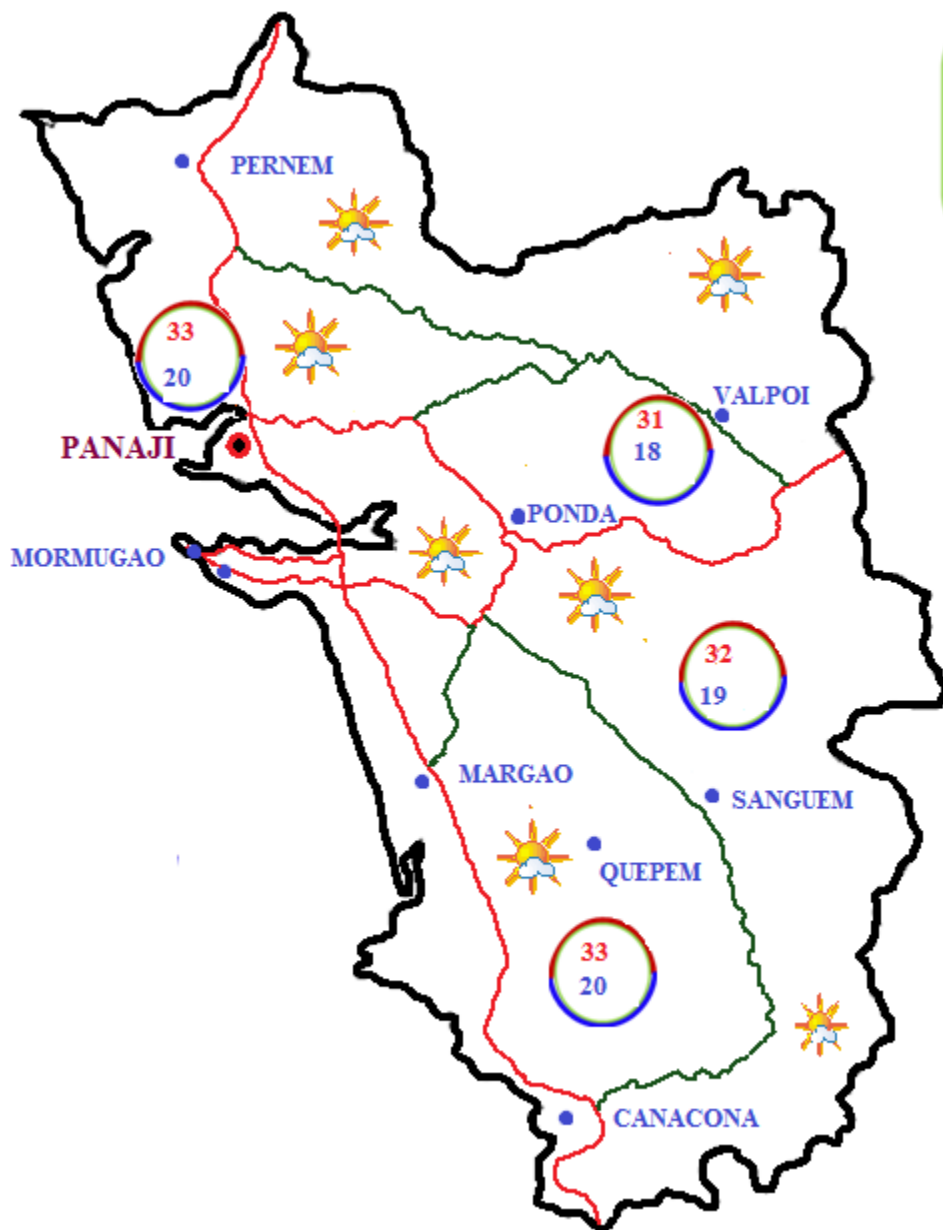 PERNEM
33
20
VALPOI
31
18
PANAJI
PONDA
MORMUGAO
32
19
MARGAO
SANGUEM
QUEPEM
33
20
CANACONA